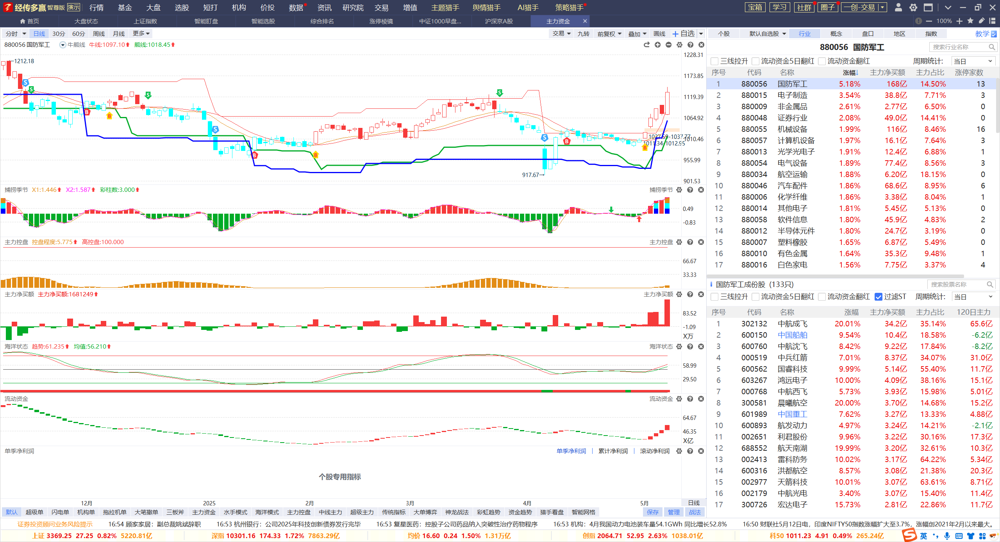 经传多赢 智尊版 演示 行情 基金 大盘 选股 短打 机构 价投 数据 资讯 研究院 交易 增值 主题猎手 舆情猎手 AI猎手 策略猎手 宝箱 学习 社群 圈子 一创-交易
首页 大盘状态 上证指数 智能盯盘 智能选股 综合排名 涨停棱镜 中证1000早盘... 沪深京A股 主力资金 100%
分时 日线 30分 60分 周线 月线 更多 交易 九转 前复权 叠加 画线 自选
880056 国防军工 牛熊线 牛线:1097.10 熊线:1018.45
1228.31
1212.18
1173.85
1119.39
1064.92
1037.77
1010.46
1011.34-1012.95
955.99
917.67
901.53
捕捞季节 X1:1.446 X2:1.587 彩柱数:3.000 捕捞季节
0.49
-0.83
主力控盘 控盘程度:5.775 高控盘:100.000 主力控盘
66.67
33.33
主力净买额 主力净买额:1681249 主力净买额
83.52
-1.09
X万
海洋状态 趋势:61.235 均值:56.210 海洋状态
58.99
29.50
流动资金 流动资金
64.67
46.35
X亿
单季净利润 单季净利润 累计净利润 滚动净利润
个股专用指标
12月 2025 2月 3月 4月 5月 日线
默认 超级单 闪电单 机构单 拖拉机单 大笔撤单 三板斧 主力资金 水手模式 海洋模式 主力控盘 中线主力 超级主力 传统指标 大单博弈 神龙战法 彩虹趋势 资金趋势 猎手看盘 智能网格 保存 管理 战法
个股 默认自选股 行业 概念 盘口 地区 指数 教学
880056 国防军工 搜索行业名称
三线拉升 流动资金5日翻红 流动资金翻红 周期统计: 当日
序号 代码 名称 涨幅 主力净买额 主力占比 涨停家数
1 880056 国防军工 5.18% 168亿 14.50% 13
2 880015 电子制造 3.54% 38.8亿 7.71% 3
3 880009 非金属品 2.61% 2.77亿 6.50% 0
4 880048 证券行业 2.08% 49.0亿 14.41% 0
5 880055 机械设备 1.99% 116亿 8.46% 16
6 880057 计算机设备 1.97% 16.1亿 7.64% 3
7 880013 光学光电子 1.91% 12.4亿 6.88% 1
8 880054 电气设备 1.89% 77.4亿 8.56% 3
9 880034 航空运输 1.88% 6.20亿 18.15% 0
10 880046 汽车配件 1.86% 68.6亿 8.95% 6
11 880006 化学纤维 1.86% 3.38亿 8.04% 1
12 880014 其他电子 1.81% 5.45亿 5.13% 0
13 880058 软件信息 1.80% 45.9亿 4.83% 2
14 880012 半导体元件 1.80% 24.7亿 3.19% 0
15 880007 塑料橡胶 1.65% 6.87亿 5.49% 0
16 880010 有色金属 1.64% 35.3亿 9.48% 1
17 880016 白色家电 1.56% 7.75亿 3.37% 4
国防军工成份股 (133只) 搜索股票名称
三线拉升 流动资金5日翻红 流动资金翻红 过滤ST 周期统计: 当日
序号 代码 名称 涨幅 主力净买额 主力占比 120日主力
1 302132 中航成飞 20.01% 34.2亿 35.14% 65.6亿
2 600150 中国船舶 9.54% 10.4亿 18.58% -6.2亿
3 600760 中航沈飞 8.42% 9.22亿 17.84% -8.2亿
4 000519 中兵红箭 7.01% 8.37亿 34.07% 31.0亿
5 600562 国睿科技 9.99% 5.14亿 55.40% 11.7亿
6 603267 鸿远电子 10.00% 4.09亿 38.16% 15.1亿
7 000768 中航西飞 5.73% 3.93亿 15.98% 5.01亿
8 300581 晨曦航空 20.00% 3.70亿 14.68% 15.2亿
9 601989 中国重工 7.62% 3.27亿 13.33% 4.88亿
10 600893 航发动力 4.97% 3.24亿 14.21% -2.1亿
11 002651 利君股份 9.96% 3.22亿 30.16% 17.3亿
12 688552 航天南湖 19.99% 3.20亿 32.61% 10.3亿
13 002413 雷科防务 10.02% 3.17亿 64.22% 5.34亿
14 600316 洪都航空 8.57% 3.08亿 21.38% 20.3亿
15 002977 天箭科技 10.01% 3.07亿 63.61% 8.71亿
16 002179 中航光电 3.40% 3.07亿 15.40% 11.4亿
17 300726 宏达电子 15.73% 2.81亿 22.86% 11.7亿
证券投资顾问业务风险提示 16:54 顾家家居：副总裁姚斌辞职 16:53 杭州银行：公司2025年科技创新债券发行完毕 16:53 复星医药：控股子公司药品纳入突破性治疗药物程序 16:53 机构：4月我国动力电池装车量54.1GWh 同比增长52.8% 16:50 财联社5月12日电，印度NIFTY50指数涨幅扩大至3.7%，涨幅创2021年2月以来最大。
上证 3369.25 27.25 0.82% 5220.81亿 深指 10301.16 174.33 1.72% 7863.29亿 均价 16.60 0.24 1.50% 1.31万亿 创指 2064.71 52.95 2.63% 1038.01亿 科50 1011.23 4.91 0.49% 265.24亿 英